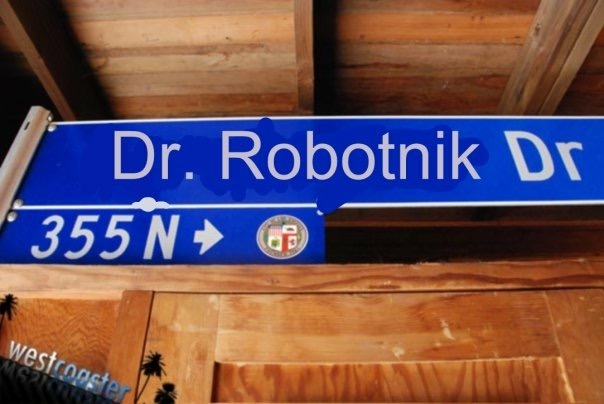 Dr. Robotnik Dr
355 N →
westcoaster